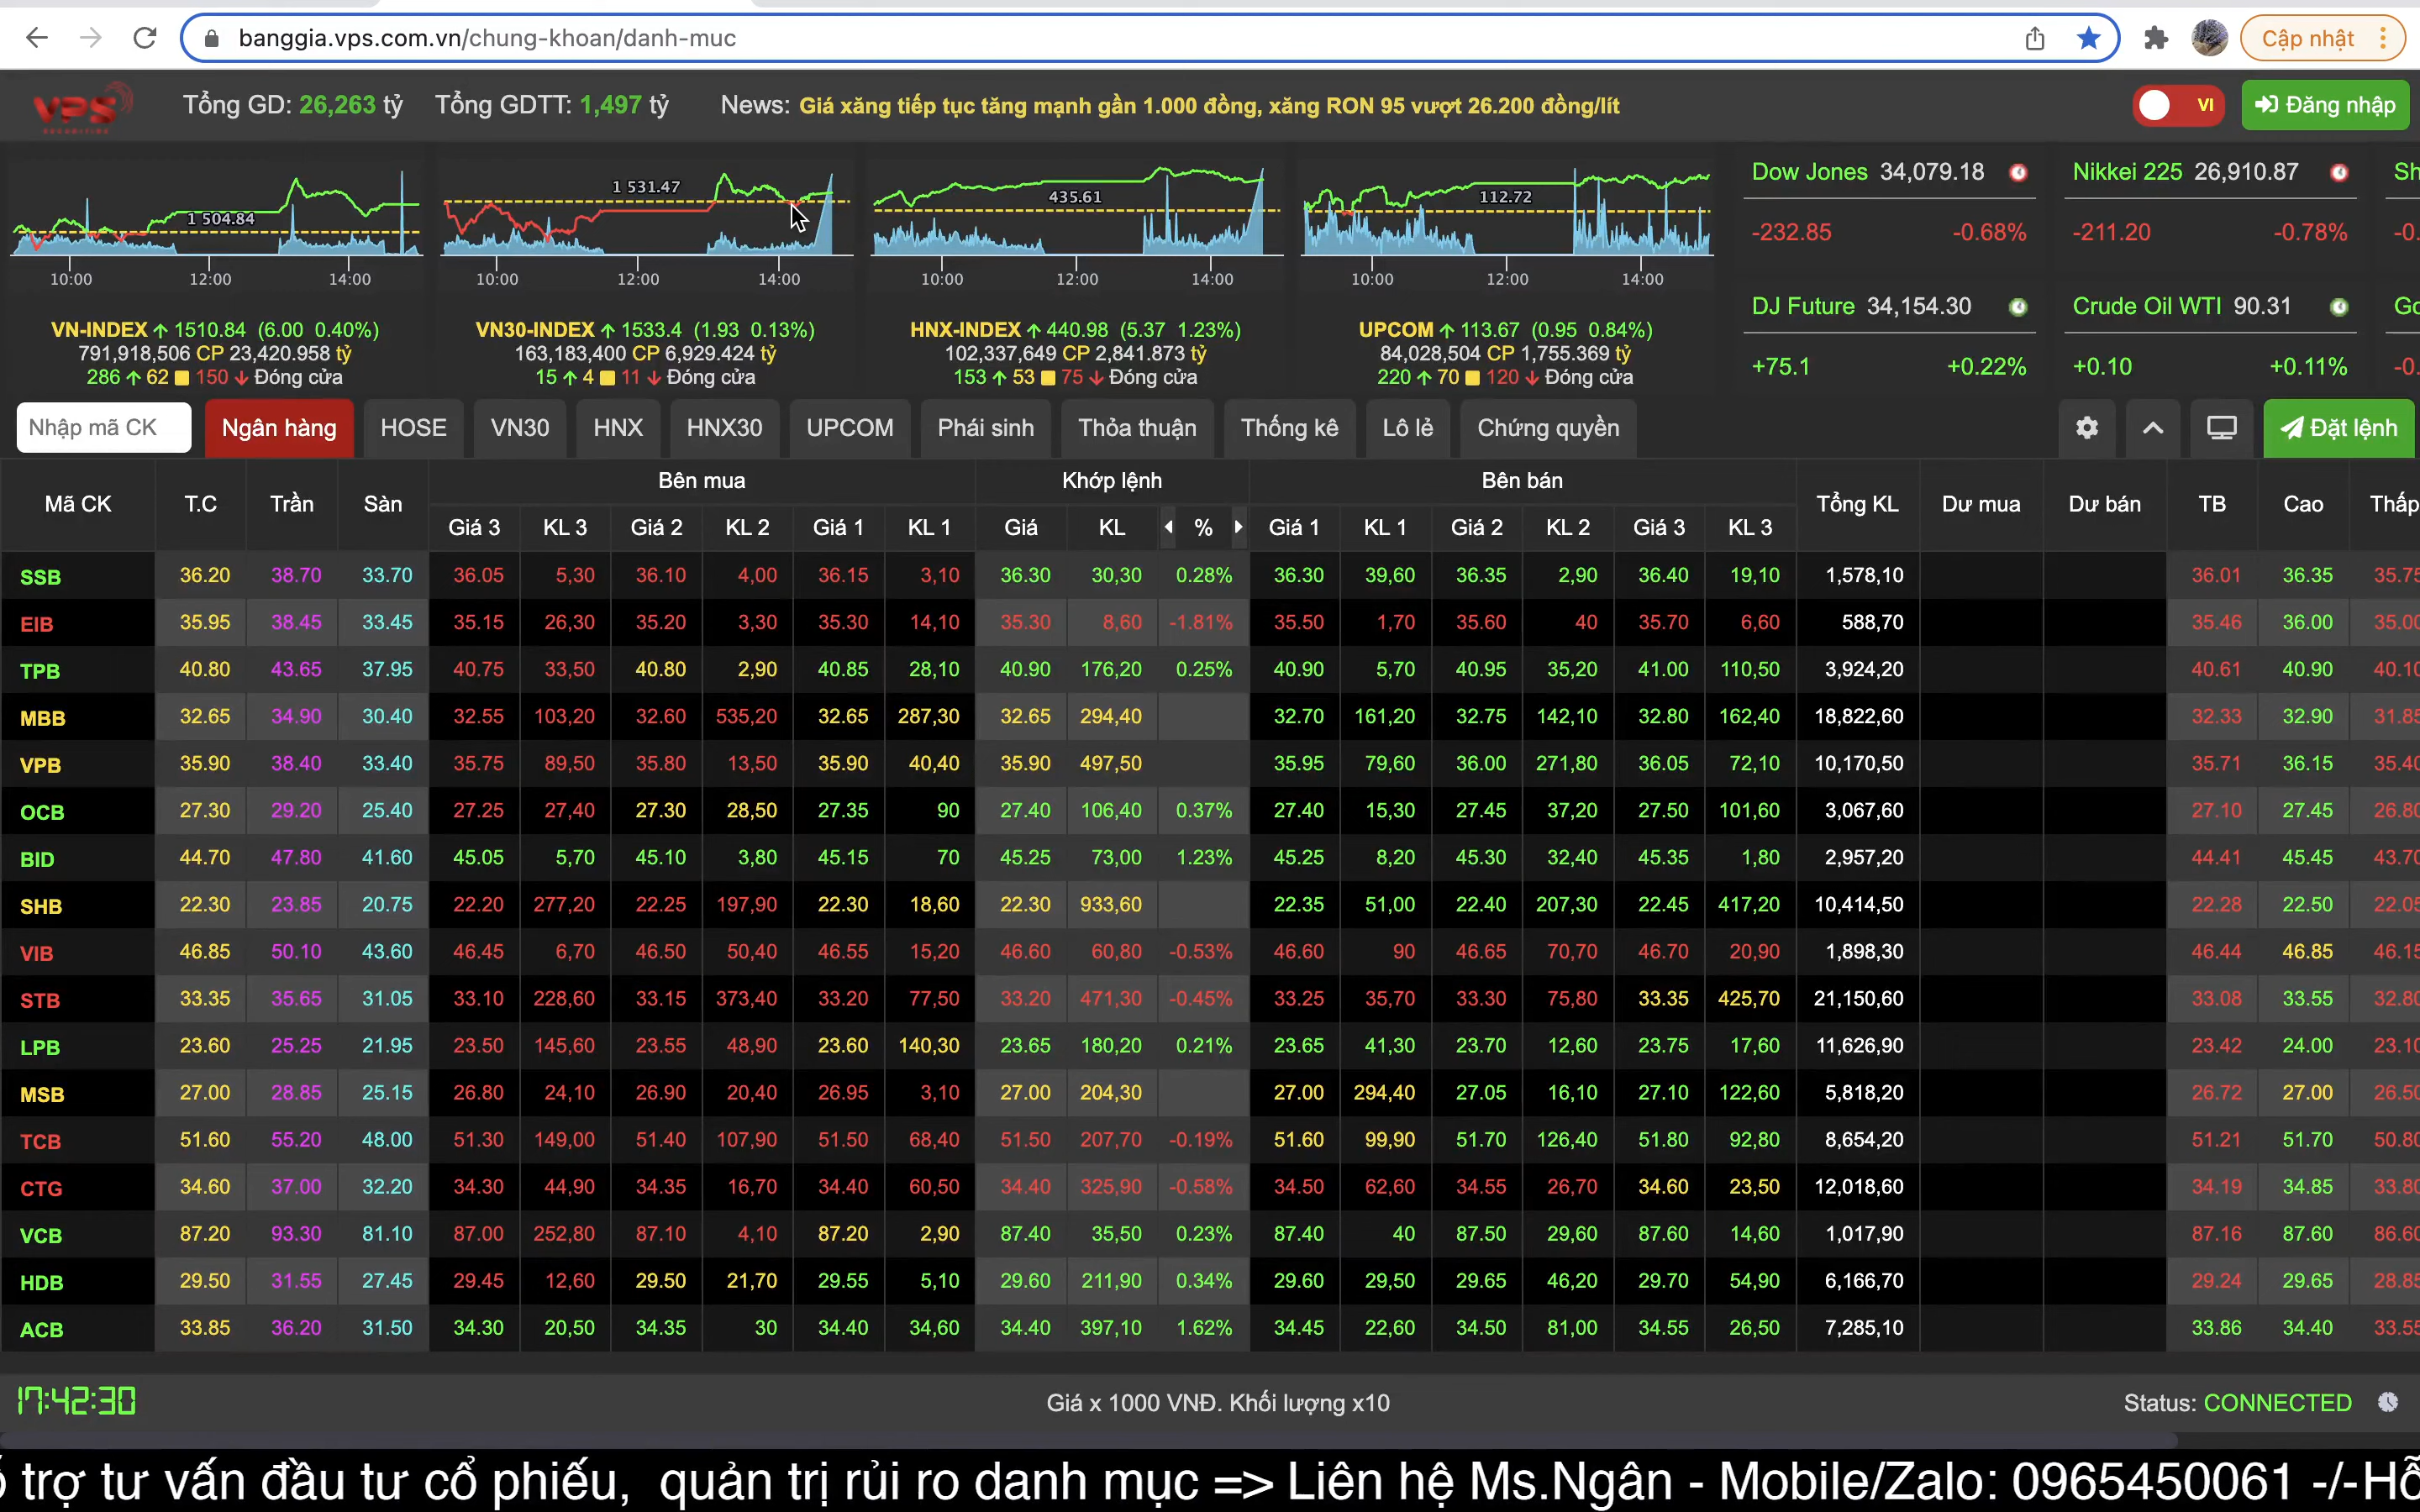 banggia.vps.com.vn/chung-khoan/danh-muc
Cập nhật
VPS
SECURITIES
Tổng GD: 26,263 tỷ Tổng GDTT: 1,497 tỷ News: Giá xăng tiếp tục tăng mạnh gần 1.000 đồng, xăng RON 95 vượt 26.200 đồng/lít VI Đăng nhập
1 504.84
10:00 12:00 14:00
VN-INDEX 1510.84 (6.00 0.40%)
791,918,506 CP 23,420.958 tỷ
286 62 150 Đóng cửa
1 531.47
10:00 12:00 14:00
VN30-INDEX 1533.4 (1.93 0.13%)
163,183,400 CP 6,929.424 tỷ
15 4 11 Đóng cửa
435.61
10:00 12:00 14:00
HNX-INDEX 440.98 (5.37 1.23%)
102,337,649 CP 2,841.873 tỷ
153 53 75 Đóng cửa
112.72
10:00 12:00 14:00
UPCOM 113.67 (0.95 0.84%)
84,028,504 CP 1,755.369 tỷ
220 70 120 Đóng cửa
Dow Jones 34,079.18
-232.85 -0.68%
Nikkei 225 26,910.87
-211.20 -0.78%
Sh
-0.
DJ Future 34,154.30
+75.1 +0.22%
Crude Oil WTI 90.31
+0.10 +0.11%
Go
-0.
Nhập mã CK Ngân hàng HOSE VN30 HNX HNX30 UPCOM Phái sinh Thỏa thuận Thống kê Lô lẻ Chứng quyền Đặt lệnh
Mã CK T.C Trần Sàn Bên mua Khớp lệnh Bên bán Tổng KL Dư mua Dư bán TB Cao Thấp
Giá 3 KL 3 Giá 2 KL 2 Giá 1 KL 1 Giá KL % Giá 1 KL 1 Giá 2 KL 2 Giá 3 KL 3
SSB 36.20 38.70 33.70 36.05 5,30 36.10 4,00 36.15 3,10 36.30 30,30 0.28% 36.30 39,60 36.35 2,90 36.40 19,10 1,578,10 36.01 36.35 35.75
EIB 35.95 38.45 33.45 35.15 26,30 35.20 3,30 35.30 14,10 35.30 8,60 -1.81% 35.50 1,70 35.60 40 35.70 6,60 588,70 35.46 36.00 35.00
TPB 40.80 43.65 37.95 40.75 33,50 40.80 2,90 40.85 28,10 40.90 176,20 0.25% 40.90 5,70 40.95 35,20 41.00 110,50 3,924,20 40.61 40.90 40.10
MBB 32.65 34.90 30.40 32.55 103,20 32.60 535,20 32.65 287,30 32.65 294,40 32.70 161,20 32.75 142,10 32.80 162,40 18,822,60 32.33 32.90 31.85
VPB 35.90 38.40 33.40 35.75 89,50 35.80 13,50 35.90 40,40 35.90 497,50 35.95 79,60 36.00 271,80 36.05 72,10 10,170,50 35.71 36.15 35.40
OCB 27.30 29.20 25.40 27.25 27,40 27.30 28,50 27.35 90 27.40 106,40 0.37% 27.40 15,30 27.45 37,20 27.50 101,60 3,067,60 27.10 27.45 26.80
BID 44.70 47.80 41.60 45.05 5,70 45.10 3,80 45.15 70 45.25 73,00 1.23% 45.25 8,20 45.30 32,40 45.35 1,80 2,957,20 44.41 45.45 43.70
SHB 22.30 23.85 20.75 22.20 277,20 22.25 197,90 22.30 18,60 22.30 933,60 22.35 51,00 22.40 207,30 22.45 417,20 10,414,50 22.28 22.50 22.05
VIB 46.85 50.10 43.60 46.45 6,70 46.50 50,40 46.55 15,20 46.60 60,80 -0.53% 46.60 90 46.65 70,70 46.70 20,90 1,898,30 46.44 46.85 46.15
STB 33.35 35.65 31.05 33.10 228,60 33.15 373,40 33.20 77,50 33.20 471,30 -0.45% 33.25 35,70 33.30 75,80 33.35 425,70 21,150,60 33.08 33.55 32.80
LPB 23.60 25.25 21.95 23.50 145,60 23.55 48,90 23.60 140,30 23.65 180,20 0.21% 23.65 41,30 23.70 12,60 23.75 17,60 11,626,90 23.42 24.00 23.10
MSB 27.00 28.85 25.15 26.80 24,10 26.90 20,40 26.95 3,10 27.00 204,30 27.00 294,40 27.05 16,10 27.10 122,60 5,818,20 26.72 27.00 26.50
TCB 51.60 55.20 48.00 51.30 149,00 51.40 107,90 51.50 68,40 51.50 207,70 -0.19% 51.60 99,90 51.70 126,40 51.80 92,80 8,654,20 51.21 51.70 50.80
CTG 34.60 37.00 32.20 34.30 44,90 34.35 16,70 34.40 60,50 34.40 325,90 -0.58% 34.50 62,60 34.55 26,70 34.60 23,50 12,018,60 34.19 34.85 33.80
VCB 87.20 93.30 81.10 87.00 252,80 87.10 4,10 87.20 2,90 87.40 35,50 0.23% 87.40 40 87.50 29,60 87.60 14,60 1,017,90 87.16 87.60 86.60
HDB 29.50 31.55 27.45 29.45 12,60 29.50 21,70 29.55 5,10 29.60 211,90 0.34% 29.60 29,50 29.65 46,20 29.70 54,90 6,166,70 29.24 29.65 28.85
ACB 33.85 36.20 31.50 34.30 20,50 34.35 30 34.40 34,60 34.40 397,10 1.62% 34.45 22,60 34.50 81,00 34.55 26,50 7,285,10 33.86 34.40 33.55
17:42:30 Giá x 1000 VNĐ. Khối lượng x10 Status: CONNECTED
trợ tư vấn đầu tư cổ phiếu, quản trị rủi ro danh mục => Liên hệ Ms.Ngân - Mobile/Zalo: 0965450061 -/-Hỗ